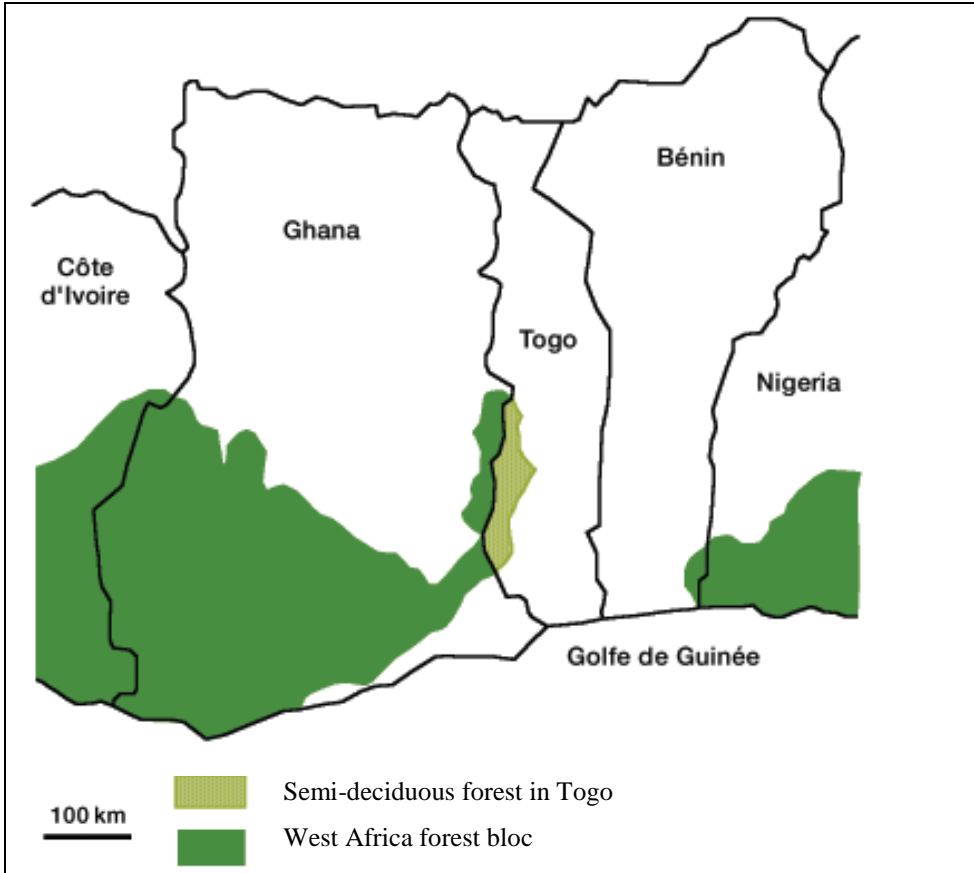 Bénin
Ghana
Côte
d'Ivoire
Togo
Nigeria
Golfe de Guinée
Semi-deciduous forest in Togo
100 km
West Africa forest bloc